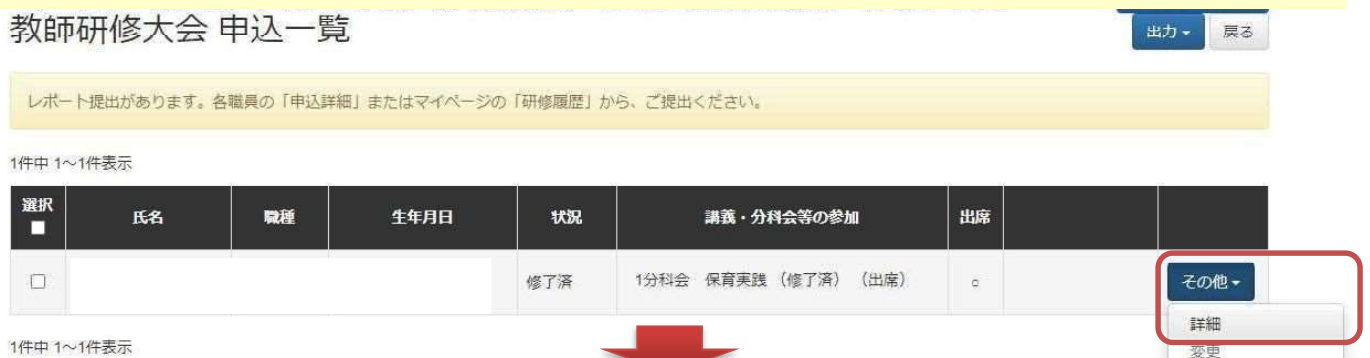 教師研修大会 申込一覧
出力
戻る
レポート提出があります。各職員の「申込詳細」またはマイページの「研修履歴」から、ご提出ください。
1件中 1～1件表示
選択 氏名 職種 生年月日 状況 講義・分科会等の参加 出席
修了済 1分科会 保育実践 （修了済） （出席） ○ その他
詳細
1件中 1～1件表示
変更